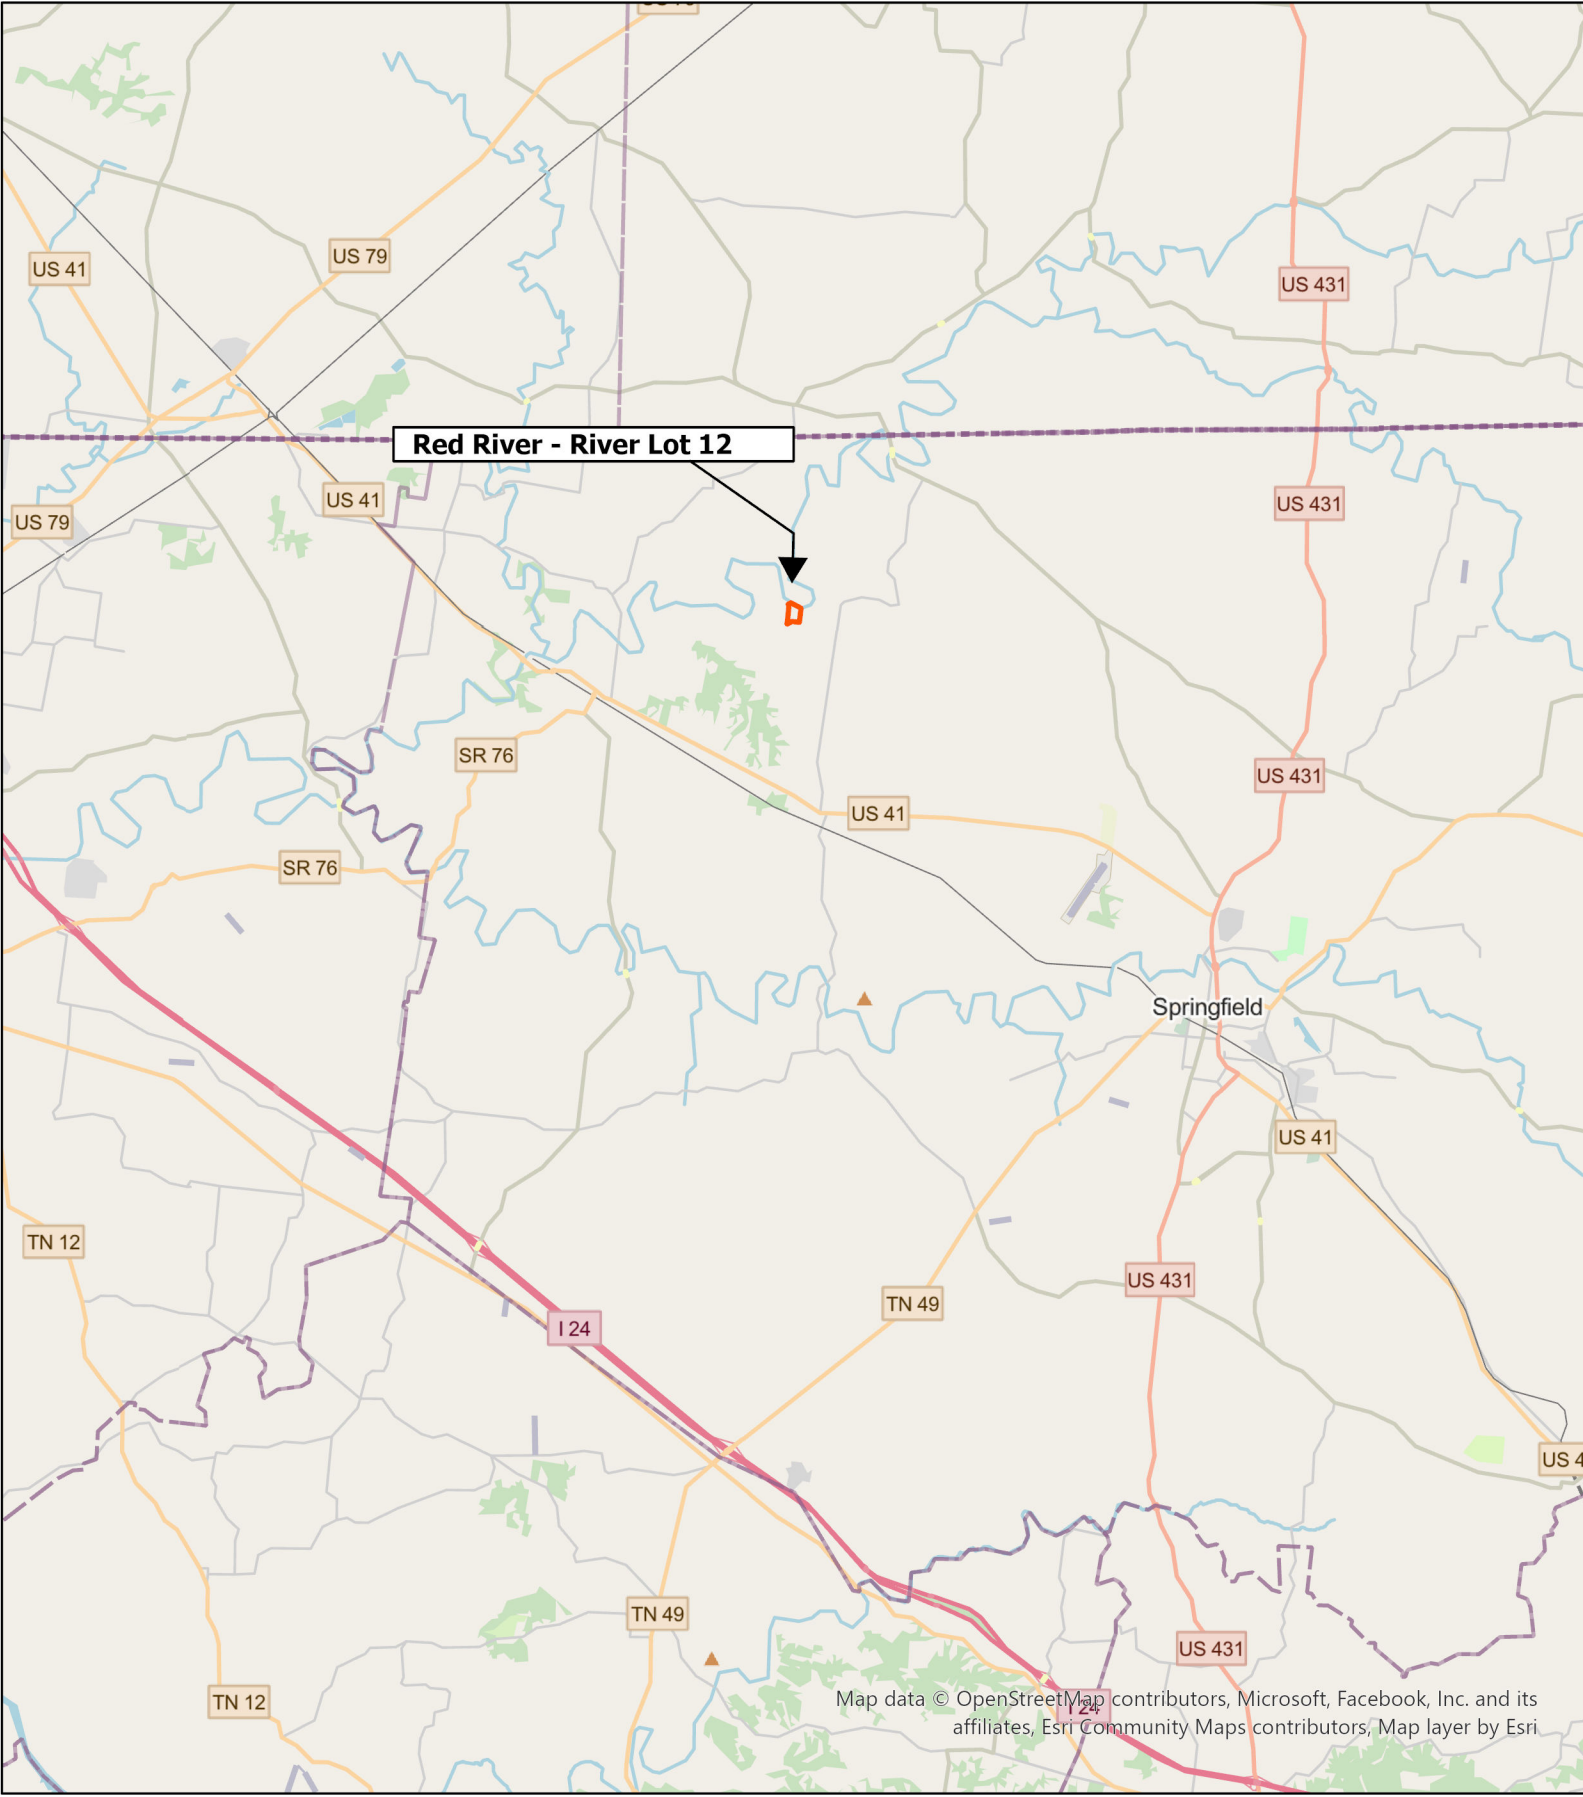 US 79
US 41
US 431
Red River - River Lot 12
US 41
US 431
US 79
SR 76
US 431
US 41
SR 76
Springfield
US 41
TN 12
US 431
TN 49
I 24
US 4
TN 49
US 431
TN 12
I 24
Map data © OpenStreetMap contributors, Microsoft, Facebook, Inc. and its
affiliates, Esri Community Maps contributors, Map layer by Esri